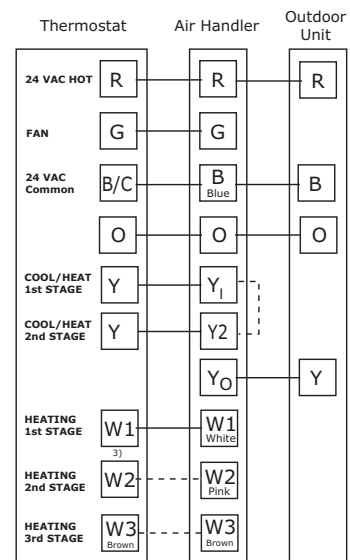 Thermostat Air Handler Outdoor Unit
24 VAC HOT R R R
FAN G G
24 VAC Common B/C B Blue B
O O O
COOL/HEAT 1st STAGE Y Y1
COOL/HEAT 2nd STAGE Y Y2
YO Y
HEATING 1st STAGE W1 3) W1 White
HEATING 2nd STAGE W2 W2 Pink
HEATING 3rd STAGE W3 Brown W3 Brown